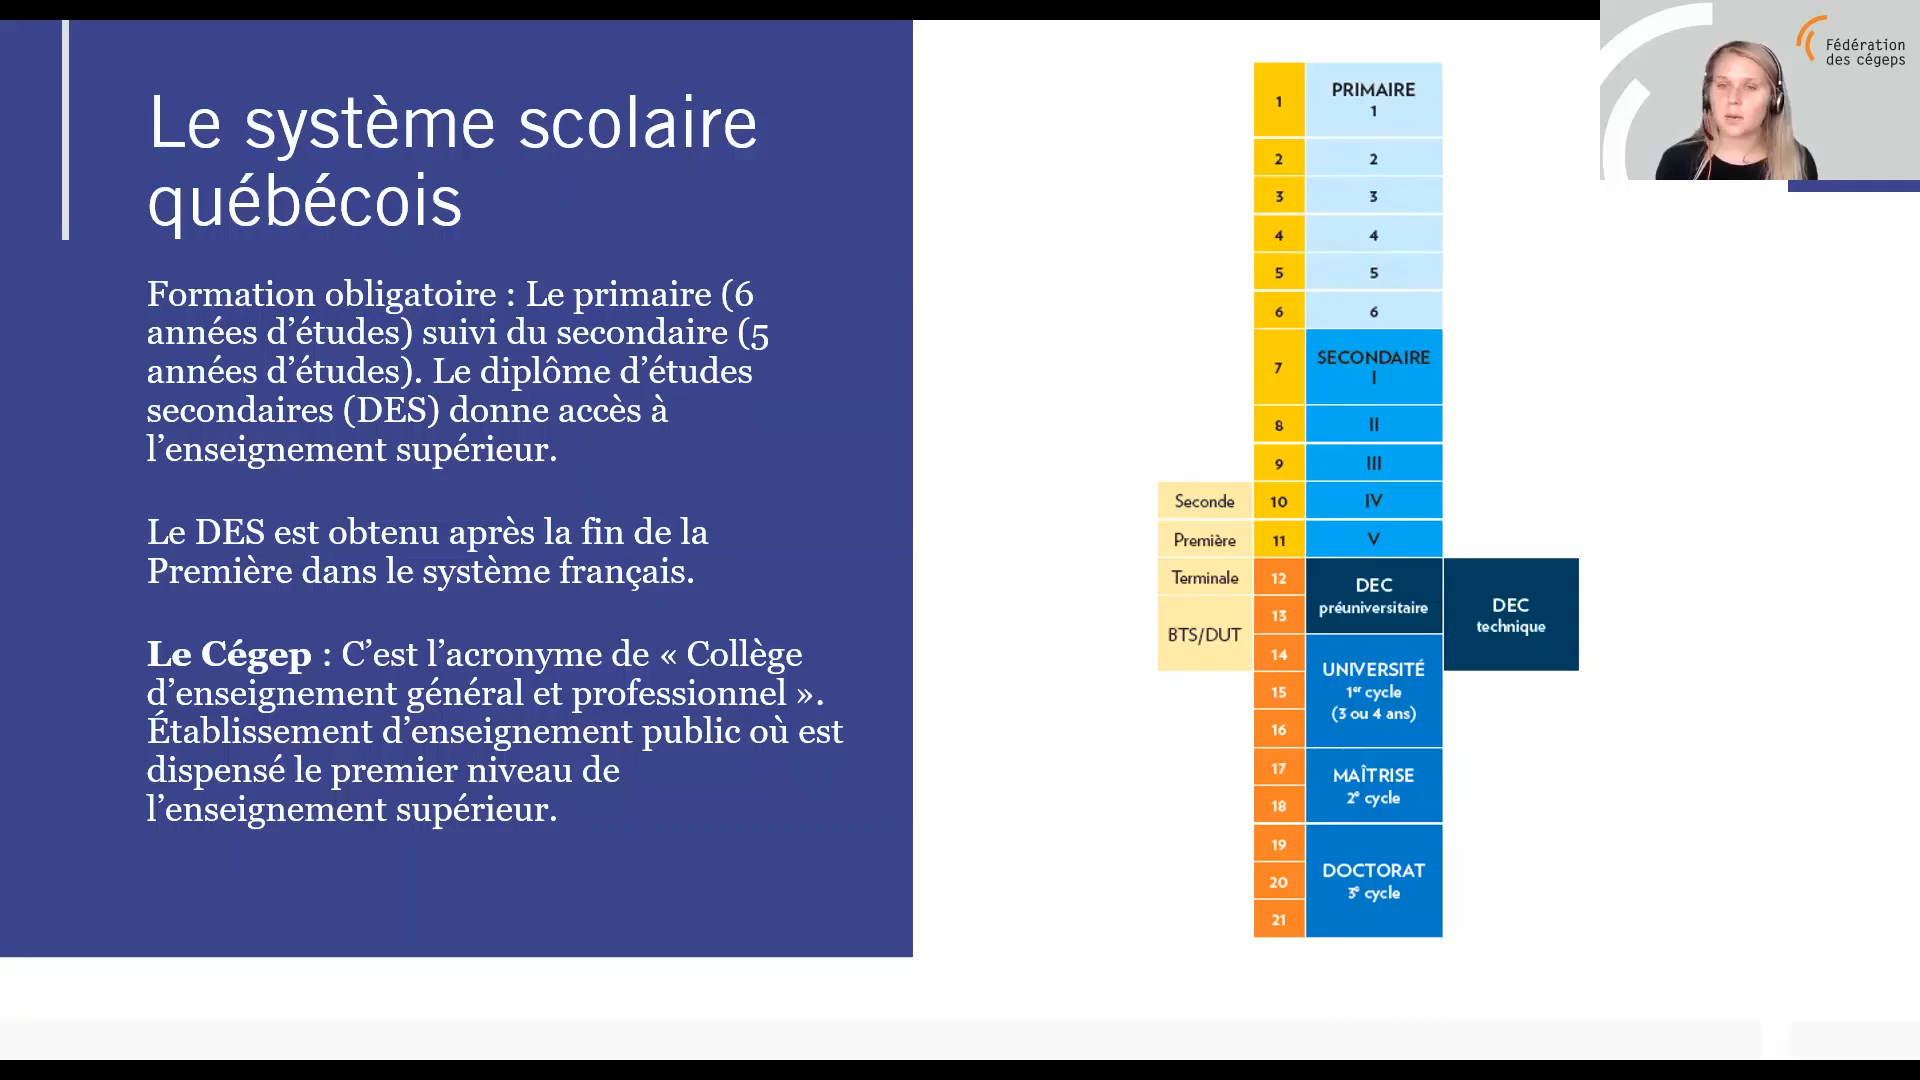 Le système scolaire
québécois
Formation obligatoire : Le primaire (6
années d’études) suivi du secondaire (5
années d’études). Le diplôme d’études
secondaires (DES) donne accès à
l’enseignement supérieur.
Le DES est obtenu après la fin de la
Première dans le système français.
Le Cégep : C’est l’acronyme de « Collège
d’enseignement général et professionnel ».
Établissement d’enseignement public où est
dispensé le premier niveau de
l’enseignement supérieur.
1 PRIMAIRE
1
2 2
3 3
4 4
5 5
6 6
7 SECONDAIRE
I
8 II
9 III
Seconde 10 IV
Première 11 V
Terminale 12 DEC
préuniversitaire
13
BTS/DUT
14
DEC
technique
UNIVERSITÉ
15 1er cycle
(3 ou 4 ans)
16
17 MAÎTRISE
2e cycle
18
19
DOCTORAT
20 3e cycle
21
Fédération
des cégeps